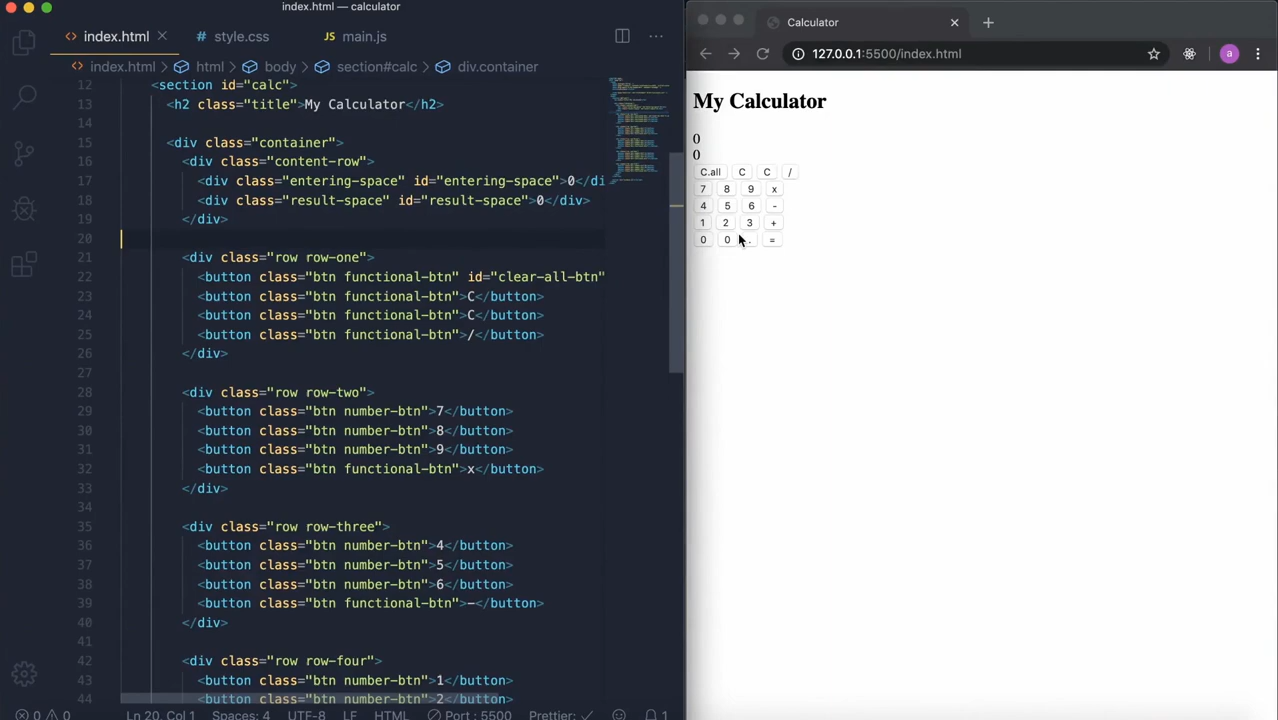 index.html — calculator
index.html
style.css
JS main.js
index.html > html > body > section#calc > div.container
12 <section id="calc">
13 <h2 class="title">My Calculator</h2>
14
15 <div class="container">
16 <div class="content-row">
17 <div class="entering-space" id="entering-space">0</di
18 <div class="result-space" id="result-space">0</div>
19 </div>
20
21 <div class="row row-one">
22 <button class="btn functional-btn" id="clear-all-btn"
23 <button class="btn functional-btn">C</button>
24 <button class="btn functional-btn">C</button>
25 <button class="btn functional-btn">/</button>
26 </div>
27
28 <div class="row row-two">
29 <button class="btn number-btn">7</button>
30 <button class="btn number-btn">8</button>
31 <button class="btn number-btn">9</button>
32 <button class="btn functional-btn">x</button>
33 </div>
34
35 <div class="row row-three">
36 <button class="btn number-btn">4</button>
37 <button class="btn number-btn">5</button>
38 <button class="btn number-btn">6</button>
39 <button class="btn functional-btn">-</button>
40 </div>
41
42 <div class="row row-four">
43 <button class="btn number-btn">1</button>
44 <button class="btn number-btn">2</button>
0 0 Ln 20, Col 1 Spaces: 4 UTF-8 LF HTML Port : 5500 Prettier: ✓ 1
Calculator
127.0.0.1:5500/index.html
a
My Calculator
0
0
C.all C C /
7 8 9 x
4 5 6 -
1 2 3 +
0 0 . =